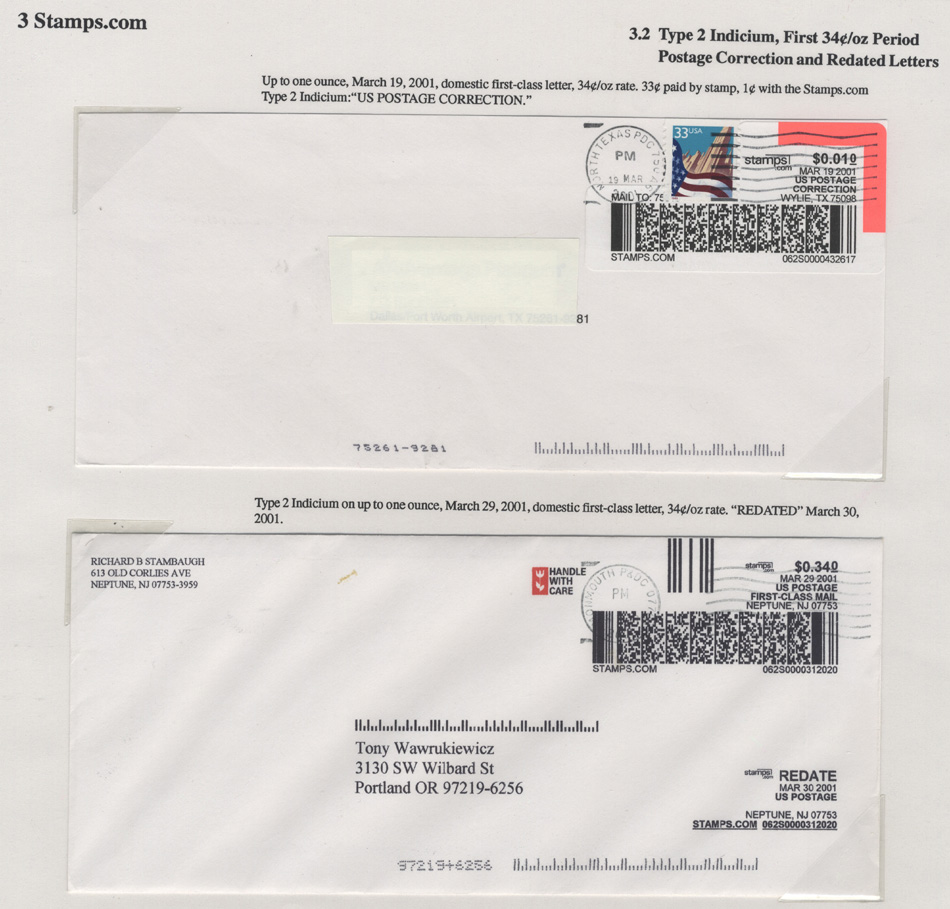 3 Stamps.com
3.2 Type 2 Indicium, First 34¢/oz Period
Postage Correction and Redated Letters
Up to one ounce, March 19, 2001, domestic first-class letter, 34¢/oz rate. 33¢ paid by stamp, 1¢ with the Stamps.com
Type 2 Indicium:“US POSTAGE CORRECTION.”
NORTH TEXAS PDC
PM
19 MAR
33USA
stamps.com
$0.010
MAR 19 2001
US POSTAGE
CORRECTION
WYLIE, TX 75098
MAIL TO: 75
STAMPS.COM
062S0000432617
Dallas Fort Worth Airport, TX 75261-9281
75261-9281
Type 2 Indicium on up to one ounce, March 29, 2001, domestic first-class letter, 34¢/oz rate. “REDATED” March 30,
2001.
RICHARD B STAMBAUGH
613 OLD CORLIES AVE
NEPTUNE, NJ 07753-3959
HANDLE
WITH
CARE
MONMOUTH P&DC 077
PM
stamps.com
$0.340
MAR 29 2001
US POSTAGE
FIRST-CLASS MAIL
NEPTUNE, NJ 07753
STAMPS.COM
062S0000312020
Tony Wawrukiewicz
3130 SW Wilbard St
Portland OR 97219-6256
stamps.com
REDATE
MAR 30 2001
US POSTAGE
NEPTUNE, NJ 07753
STAMPS.COM 062S0000312020
97219+6256